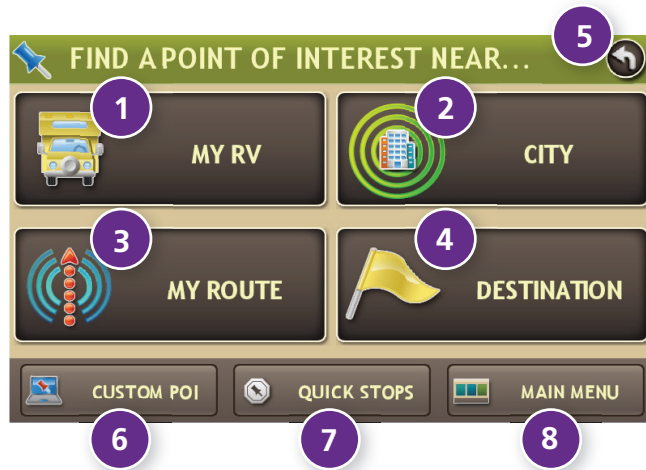 5
FIND A POINT OF INTEREST NEAR...
1
MY RV
2
CITY
3
MY ROUTE
4
DESTINATION
CUSTOM POI
QUICK STOPS
MAIN MENU
6
7
8